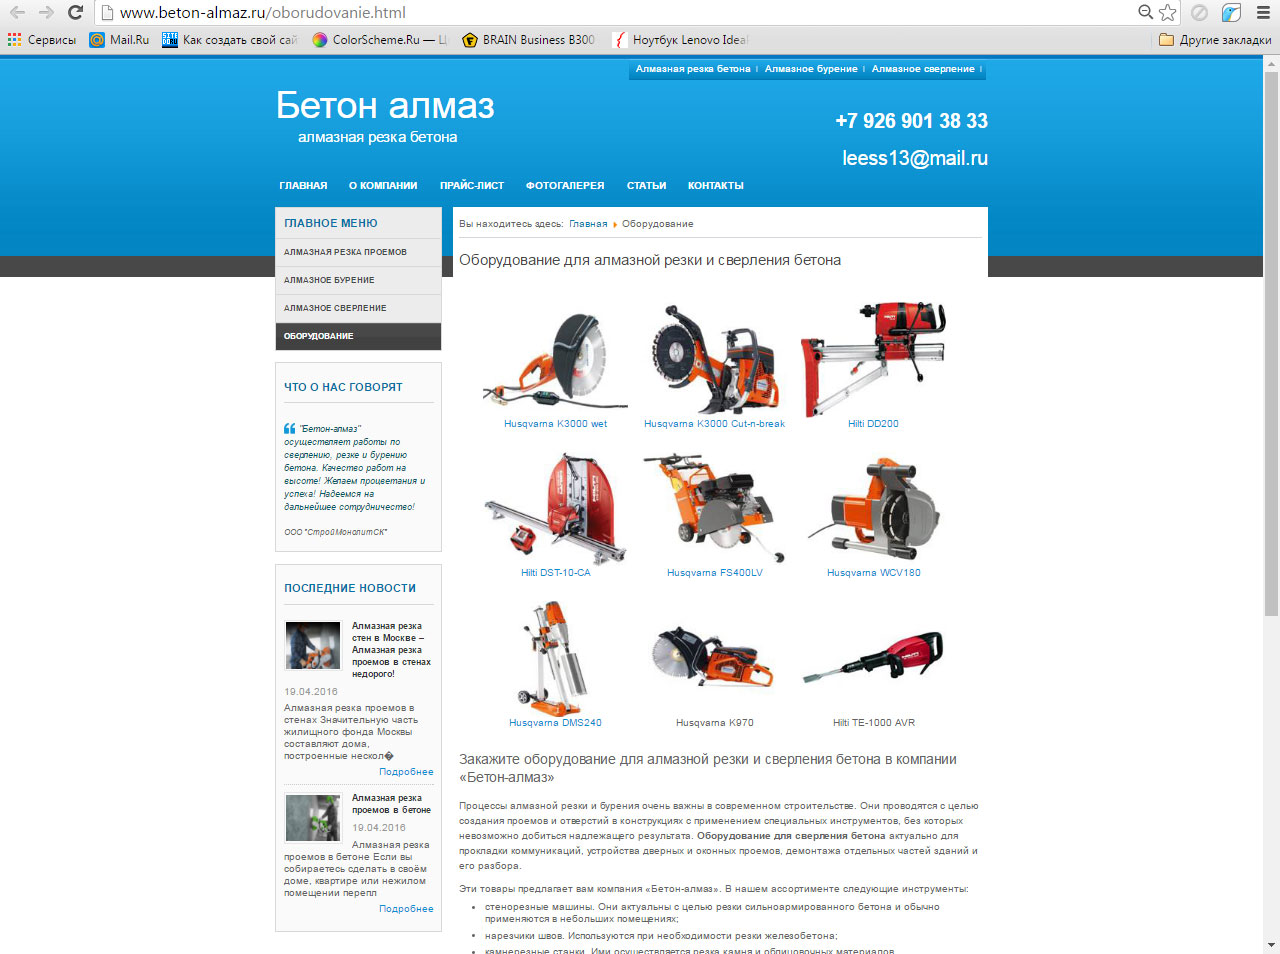 www.beton-almaz.ru/oborudovanie.html
Сервисы
Mail.Ru
Как создать свой сай
ColorScheme.Ru — Ц
BRAIN Business B300
Ноутбук Lenovo Idea
Другие закладки
Алмазная резка бетона | Алмазное бурение | Алмазное сверление |
Бетон алмаз
алмазная резка бетона
+7 926 901 38 33
leess13@mail.ru
ГЛАВНАЯ О КОМПАНИИ ПРАЙС-ЛИСТ ФОТОГАЛЕРЕЯ СТАТЬИ КОНТАКТЫ
ГЛАВНОЕ МЕНЮ
АЛМАЗНАЯ РЕЗКА ПРОЕМОВ
АЛМАЗНОЕ БУРЕНИЕ
АЛМАЗНОЕ СВЕРЛЕНИЕ
ОБОРУДОВАНИЕ
ЧТО О НАС ГОВОРЯТ
"Бетон-алмаз"
осуществляет работы по
сверлению, резке и бурению
бетона. Качество работ на
высоте! Желаем процветания и
успеха! Надеемся на
дальнейшее сотрудничество!
ООО "СтройМонолитСК"
ПОСЛЕДНИЕ НОВОСТИ
Алмазная резка
стен в Москве –
Алмазная резка
проемов в стенах
недорого!
19.04.2016
Алмазная резка проемов в
стенах Значительную часть
жилищного фонда Москвы
составляют дома,
построенные нескол�
Подробнее
Алмазная резка
проемов в бетоне
19.04.2016
Алмазная резка
проемов в бетоне Если вы
собираетесь сделать в своём
доме, квартире или нежилом
помещении перепл
Подробнее
Вы находитесь здесь: Главная Оборудование
Оборудование для алмазной резки и сверления бетона
Husqvarna K3000 wet
Husqvarna K3000 Cut-n-break
Hilti DD200
Hilti DST-10-CA
Husqvarna FS400LV
Husqvarna WCV180
Husqvarna DMS240
Husqvarna K970
Hilti TE-1000 AVR
Закажите оборудование для алмазной резки и сверления бетона в компании
«Бетон-алмаз»
Процессы алмазной резки и бурения очень важны в современном строительстве. Они проводятся с целью
создания проемов и отверстий в конструкциях с применением специальных инструментов, без которых
невозможно добиться надлежащего результата. Оборудование для сверления бетона актуально для
прокладки коммуникаций, устройства дверных и оконных проемов, демонтажа отдельных частей зданий и
его разбора.
Эти товары предлагает вам компания «Бетон-алмаз». В нашем ассортименте следующие инструменты:
• стенорезные машины. Они актуальны с целью резки сильноармированного бетона и обычно
применяются в небольших помещениях;
• нарезчики швов. Используются при необходимости резки железобетона;
• камнерезные станки. Ими осуществляется резка камня и облицовочных материалов